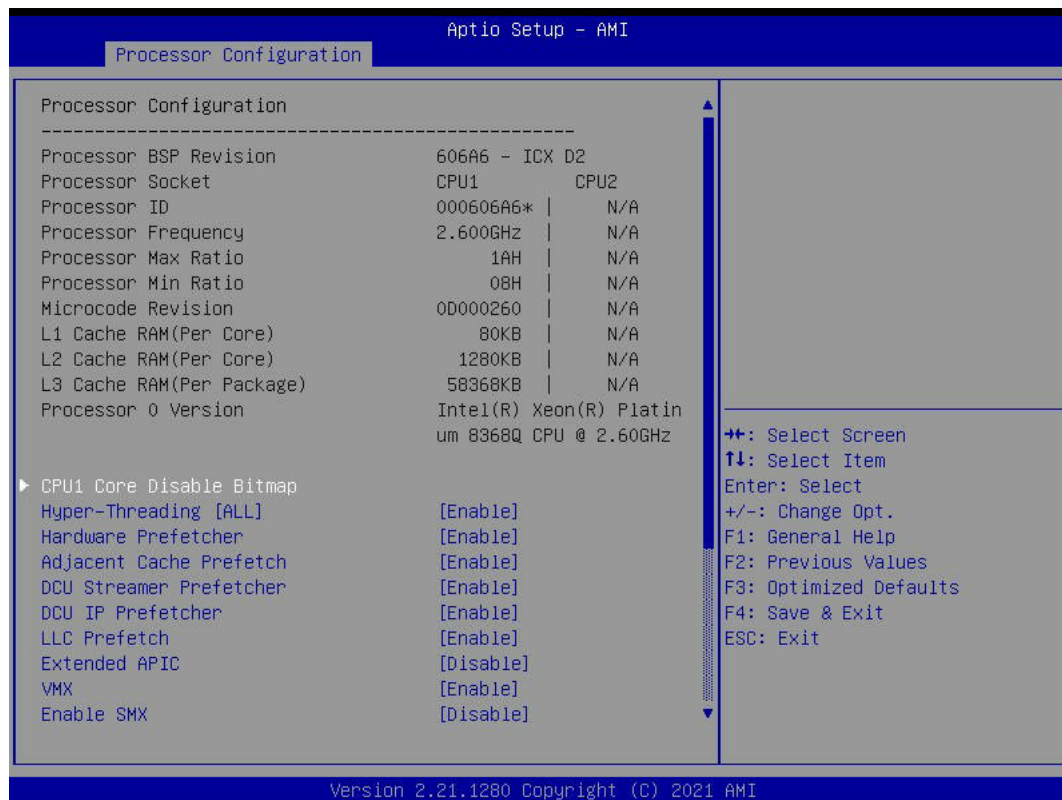 Aptio Setup - AMI
Processor Configuration
Processor Configuration
--------------------------------------------------
Processor BSP Revision 606A6 - ICX D2
Processor Socket CPU1 CPU2
Processor ID 000606A6* | N/A
Processor Frequency 2.600GHz | N/A
Processor Max Ratio 1AH | N/A
Processor Min Ratio 08H | N/A
Microcode Revision 0D000260 | N/A
L1 Cache RAM(Per Core) 80KB | N/A
L2 Cache RAM(Per Core) 1280KB | N/A
L3 Cache RAM(Per Package) 58368KB | N/A
Processor 0 Version Intel(R) Xeon(R) Platin
um 8368Q CPU @ 2.60GHz
CPU1 Core Disable Bitmap
Hyper-Threading [ALL] [Enable]
Hardware Prefetcher [Enable]
Adjacent Cache Prefetch [Enable]
DCU Streamer Prefetcher [Enable]
DCU IP Prefetcher [Enable]
LLC Prefetch [Enable]
Extended APIC [Disable]
VMX [Enable]
Enable SMX [Disable]
→←: Select Screen
↑↓: Select Item
Enter: Select
+/-: Change Opt.
F1: General Help
F2: Previous Values
F3: Optimized Defaults
F4: Save & Exit
ESC: Exit
Version 2.21.1280 Copyright (C) 2021 AMI